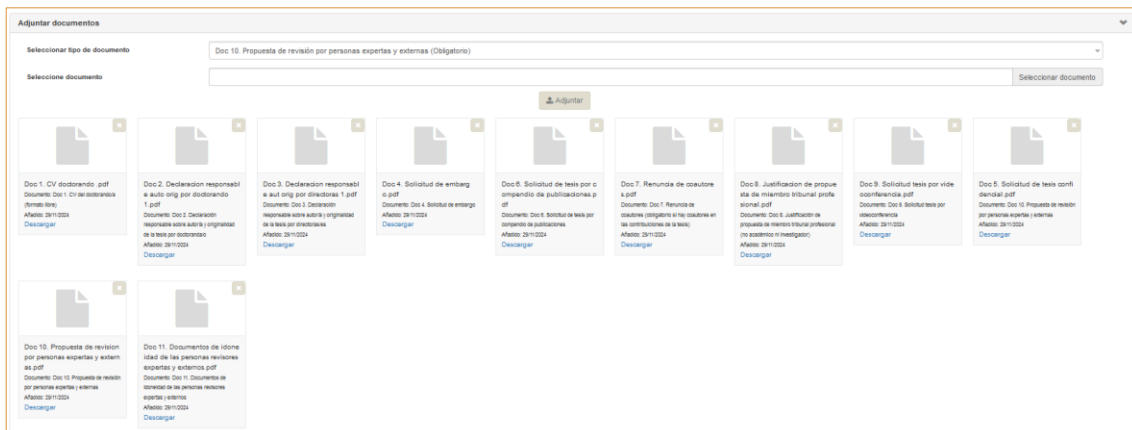 Adjuntar documentos
Seleccionar tipo de documento
Doc 10. Propuesta de revisión por personas expertas y externas (Obligatorio)
Seleccione documento
Seleccionar documento
Adjuntar
Doc 1. CV doctorando .pdf
Documento: Doc 1. CV del doctorando/a
(formato libre)
Añadido: 29/11/2024
Descargar
Doc 2. Declaracion responsabl
e auto orig por doctorando
1.pdf
Documento: Doc 2. Declaración
responsable sobre autoría y originalidad
de la tesis por doctorando/a
Añadido: 29/11/2024
Descargar
Doc 3. Declaracion responsabl
e aut orig por directoras 1.pdf
Documento: Doc 3. Declaración
responsable sobre autoría y originalidad
de la tesis por director/as/es
Añadido: 29/11/2024
Descargar
Doc 4. Solicitud de embarg
o.pdf
Documento: Doc 4. Solicitud de embargo
Añadido: 29/11/2024
Descargar
Doc 6. Solicitud de tesis por c
ompendio de publicaciones.p
df
Documento: Doc 6. Solicitud de tesis por
compendio de publicaciones
Añadido: 29/11/2024
Descargar
Doc 7. Renuncia de coautore
s.pdf
Documento: Doc 7. Renuncia de
coautores (obligatorio si hay coautores en
las contribuciones de la tesis)
Añadido: 29/11/2024
Descargar
Doc 8. Justificacion de propue
sta de miembro tribunal profe
sional.pdf
Documento: Doc 8. Justificación de
propuesta de miembro tribunal profesional
(no académico ni investigador)
Añadido: 29/11/2024
Descargar
Doc 9. Solicitud tesis por vide
oconferencia.pdf
Documento: Doc 9. Solicitud tesis por
videoconferencia
Añadido: 29/11/2024
Descargar
Doc 5. Solicitud de tesis confi
dencial.pdf
Documento: Doc 10. Propuesta de revisión
por personas expertas y externas
Añadido: 29/11/2024
Descargar
Doc 10. Propuesta de revision
por personas expertas y extern
as.pdf
Documento: Doc 10. Propuesta de revisión
por personas expertas y externas
Añadido: 29/11/2024
Descargar
Doc 11. Documentos de idone
idad de las personas revisores
expertas y externos.pdf
Documento: Doc 11. Documentos de
idoneidad de las personas revisores
expertas y externos
Añadido: 29/11/2024
Descargar